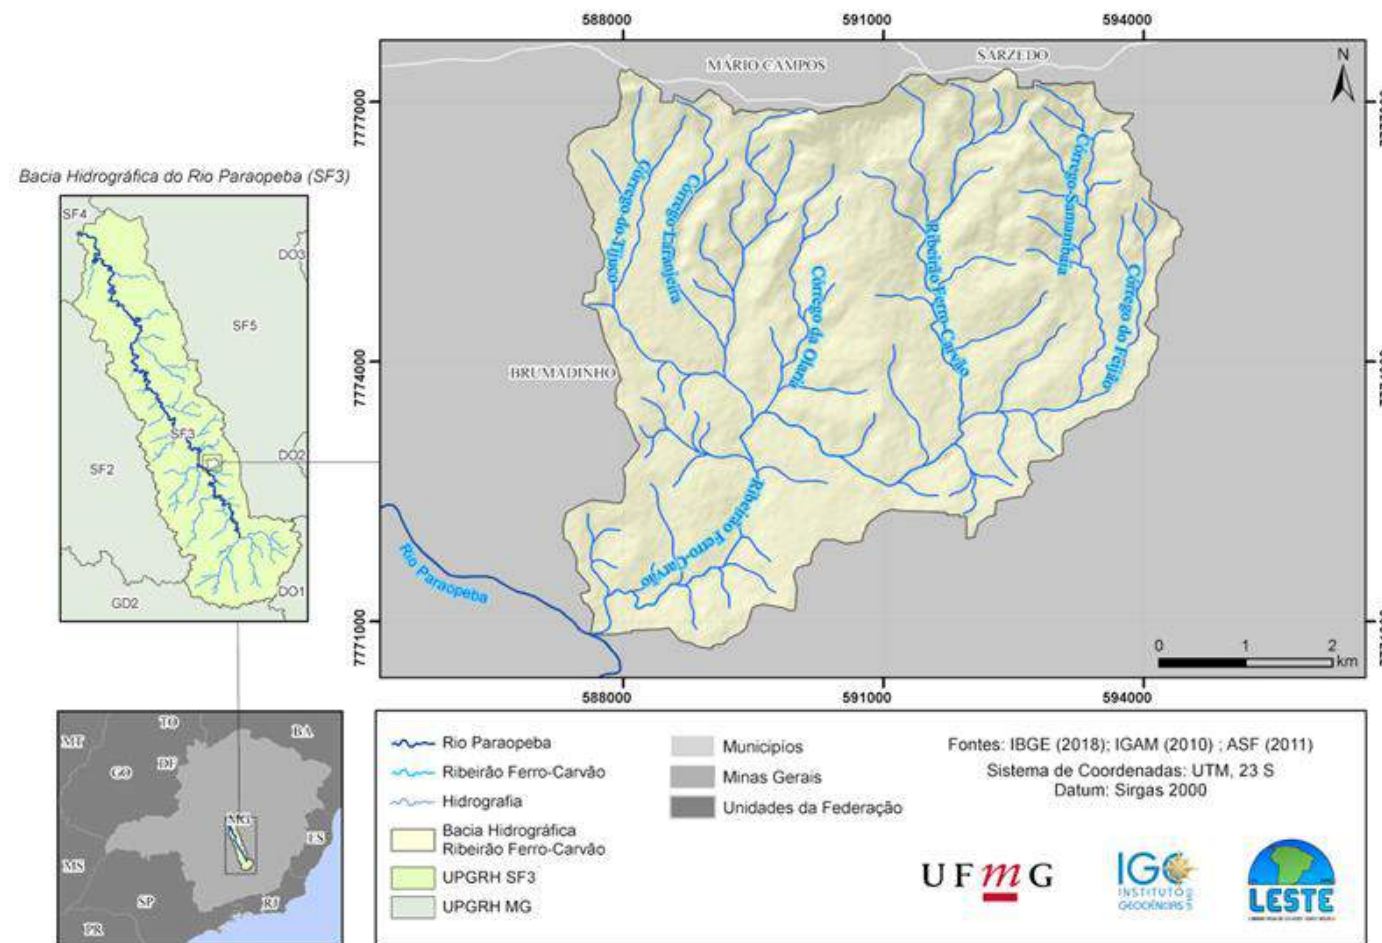 588000
591000
594000
MÁRIO CAMPOS
SARZEDO
N
7777000
Bacia Hidrográfica do Rio Paraopeba (SF3)
SF4
DO3
SF5
SF3
SF2
DO2
GD2
DO1
Córrego do Tijuco
Córrego Laranjeira
Córrego da Olaria
Ribeirão Ferro-Carvão
Córrego Samambaia
Córrego do Feijão
7774000
BRUMADINHO
Ribeirão Ferro-Carvão
Rio Paraopeba
7771000
0 1 2
km
588000
591000
594000
TO
BA
MT
GO
DF
MG
ES
MS
SP
RJ
PR
Rio Paraopeba
Ribeirão Ferro-Carvão
Hidrografia
Bacia Hidrográfica
Ribeirão Ferro-Carvão
UPGRH SF3
UPGRH MG
Municipíos
Minas Gerais
Unidades da Federação
Fontes: IBGE (2018); IGAM (2010) ; ASF (2011)
Sistema de Coordenadas: UTM, 23 S
Datum: Sirgas 2000
UFmG
IGC
INSTITUTO
GEOCIÊNCIAS
LESTE